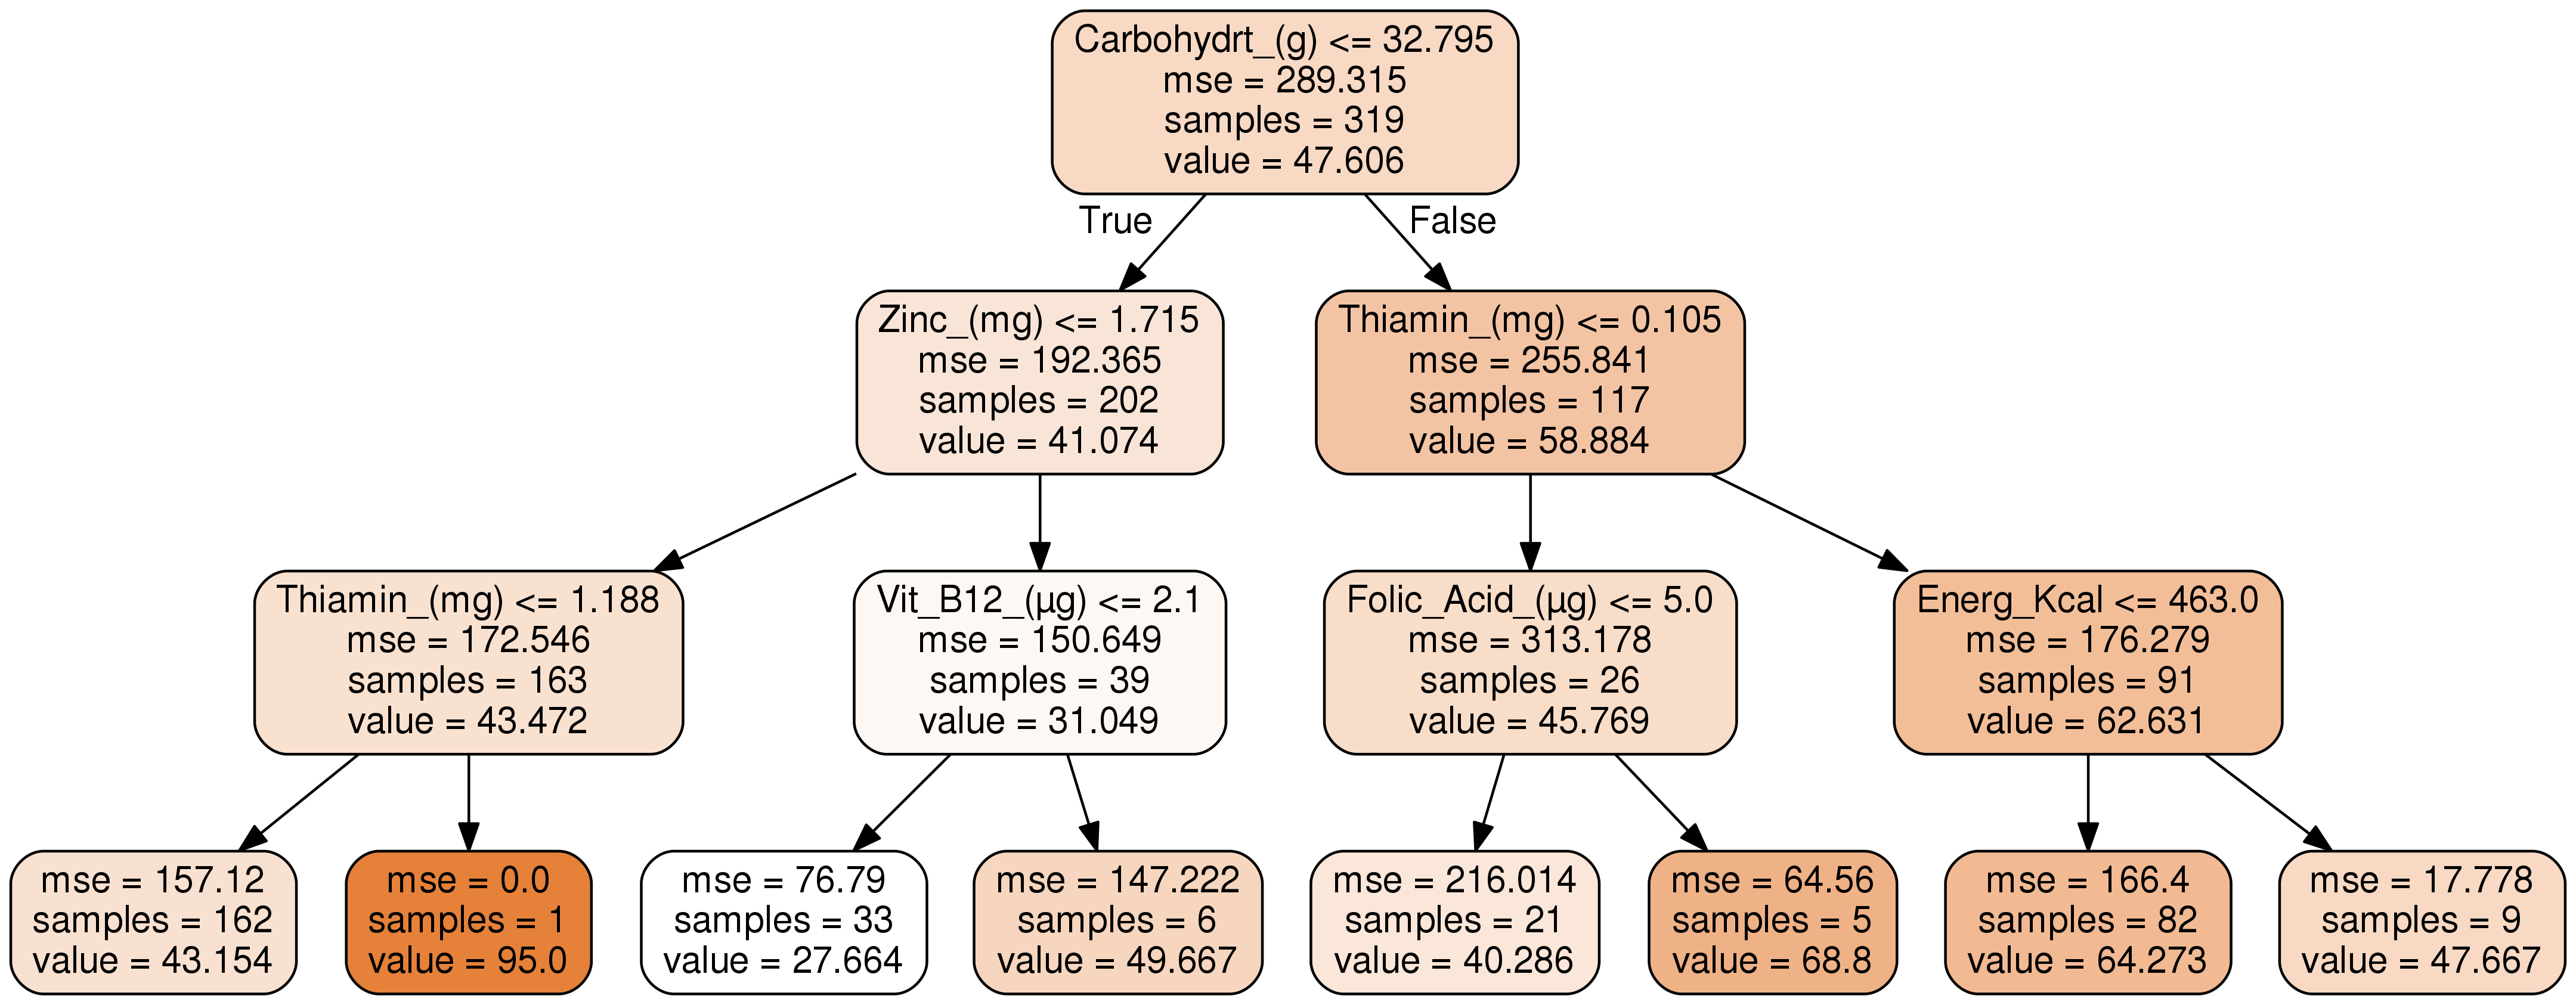 Carbohydrt_(g) <= 32.795
mse = 289.315
samples = 319
value = 47.606
True
False
Zinc_(mg) <= 1.715
mse = 192.365
samples = 202
value = 41.074
Thiamin_(mg) <= 0.105
mse = 255.841
samples = 117
value = 58.884
Thiamin_(mg) <= 1.188
mse = 172.546
samples = 163
value = 43.472
Vit_B12_(µg) <= 2.1
mse = 150.649
samples = 39
value = 31.049
Folic_Acid_(µg) <= 5.0
mse = 313.178
samples = 26
value = 45.769
Energ_Kcal <= 463.0
mse = 176.279
samples = 91
value = 62.631
mse = 157.12
samples = 162
value = 43.154
mse = 0.0
samples = 1
value = 95.0
mse = 76.79
samples = 33
value = 27.664
mse = 147.222
samples = 6
value = 49.667
mse = 216.014
samples = 21
value = 40.286
mse = 64.56
samples = 5
value = 68.8
mse = 166.4
samples = 82
value = 64.273
mse = 17.778
samples = 9
value = 47.667